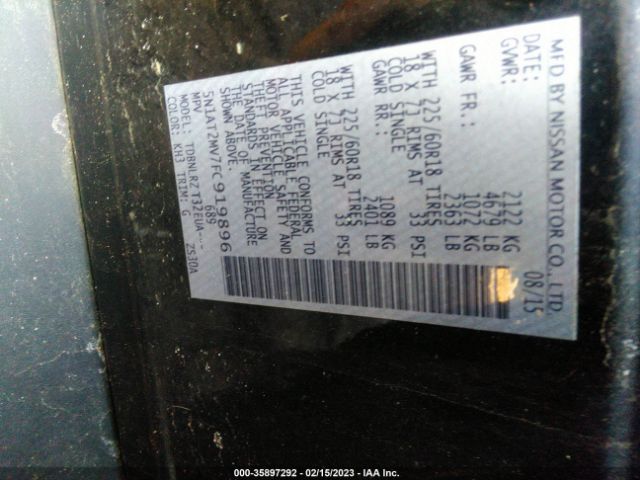 MFD BY NISSAN MOTOR CO., LTD.
DATE: 08/15
GVWR: 2122 KG
4679 LB
GAWR FR: 1072 KG
2363 LB
WITH 225/60R18 TIRES
18 X 7J RIMS AT 33 PSI
COLD SINGLE
GAWR RR: 1089 KG
2401 LB
WITH 225/60R18 TIRES
18 X 7J RIMS AT 33 PSI
COLD SINGLE
THIS VEHICLE CONFORMS TO
ALL APPLICABLE FEDERAL
MOTOR VEHICLE SAFETY AND
THEFT PREVENTION
STANDARDS IN EFFECT ON
THE DATE OF MANUFACTURE
SHOWN ABOVE.
5N1AT2MV7FC919896
MPV 689
MODEL: ZS30A
COLOR: KH3 TRIM: G
000-35897292 - 02/15/2023 - IAA Inc.